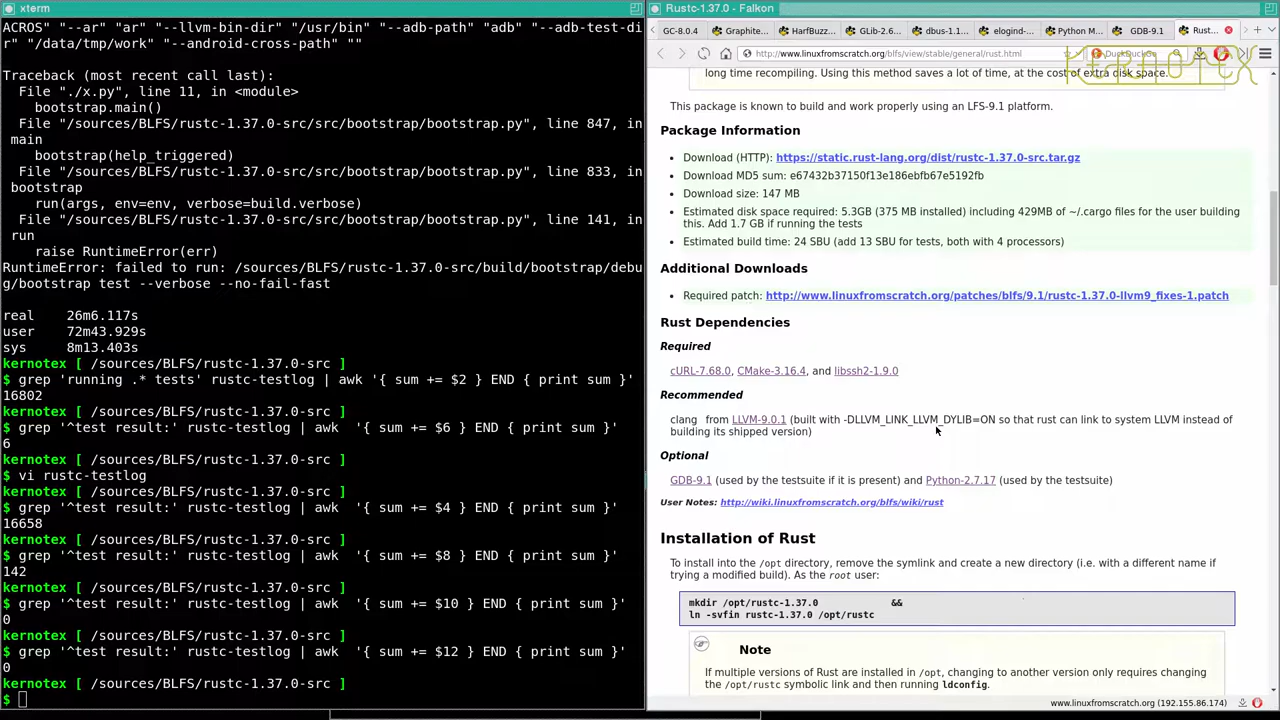 xterm
ACROS" "--ar" "ar" "--llvm-bin-dir" "/usr/bin" "--adb-path" "adb" "--adb-test-di
r" "/data/tmp/work" "--android-cross-path" ""
Traceback (most recent call last):
File "./x.py", line 11, in <module>
bootstrap.main()
File "/sources/BLFS/rustc-1.37.0-src/src/bootstrap/bootstrap.py", line 847, in
main
bootstrap(help_triggered)
File "/sources/BLFS/rustc-1.37.0-src/src/bootstrap/bootstrap.py", line 833, in
bootstrap
run(args, env=env, verbose=build.verbose)
File "/sources/BLFS/rustc-1.37.0-src/src/bootstrap/bootstrap.py", line 141, in
run
raise RuntimeError(err)
RuntimeError: failed to run: /sources/BLFS/rustc-1.37.0-src/build/bootstrap/debu
g/bootstrap test --verbose --no-fail-fast
real 26m6.117s
user 72m43.929s
sys 8m13.403s
kernotex [ /sources/BLFS/rustc-1.37.0-src ]
$ grep 'running .* tests' rustc-testlog | awk '{ sum += $2 } END { print sum }'
16802
kernotex [ /sources/BLFS/rustc-1.37.0-src ]
$ grep '^test result:' rustc-testlog | awk '{ sum += $6 } END { print sum }'
6
kernotex [ /sources/BLFS/rustc-1.37.0-src ]
$ vi rustc-testlog
kernotex [ /sources/BLFS/rustc-1.37.0-src ]
$ grep '^test result:' rustc-testlog | awk '{ sum += $4 } END { print sum }'
16658
kernotex [ /sources/BLFS/rustc-1.37.0-src ]
$ grep '^test result:' rustc-testlog | awk '{ sum += $8 } END { print sum }'
142
kernotex [ /sources/BLFS/rustc-1.37.0-src ]
$ grep '^test result:' rustc-testlog | awk '{ sum += $10 } END { print sum }'
0
kernotex [ /sources/BLFS/rustc-1.37.0-src ]
$ grep '^test result:' rustc-testlog | awk '{ sum += $12 } END { print sum }'
0
kernotex [ /sources/BLFS/rustc-1.37.0-src ]
$
Rustc-1.37.0 - Falkon
GC-8.0.4 Graphite... HarfBuzz... GLib-2.6... dbus-1.1... elogind-... Python M... GDB-9.1 Rust...
http://www.linuxfromscratch.org/blfs/view/stable/general/rust.html DuckDuckGo
KERNOTEX
long time recompiling. Using this method saves a lot of time, at the cost of extra disk space.
This package is known to build and work properly using an LFS-9.1 platform.
Package Information
• Download (HTTP): https://static.rust-lang.org/dist/rustc-1.37.0-src.tar.gz
• Download MD5 sum: e67432b37150f13e186ebfb67e5192fb
• Download size: 147 MB
• Estimated disk space required: 5.3GB (375 MB installed) including 429MB of ~/.cargo files for the user building
this. Add 1.7 GB if running the tests
• Estimated build time: 24 SBU (add 13 SBU for tests, both with 4 processors)
Additional Downloads
• Required patch: http://www.linuxfromscratch.org/patches/blfs/9.1/rustc-1.37.0-llvm9_fixes-1.patch
Rust Dependencies
Required
cURL-7.68.0, CMake-3.16.4, and libssh2-1.9.0
Recommended
clang from LLVM-9.0.1 (built with -DLLVM_LINK_LLVM_DYLIB=ON so that rust can link to system LLVM instead of
building its shipped version)
Optional
GDB-9.1 (used by the testsuite if it is present) and Python-2.7.17 (used by the testsuite)
User Notes: http://wiki.linuxfromscratch.org/blfs/wiki/rust
Installation of Rust
To install into the /opt directory, remove the symlink and create a new directory (i.e. with a different name if
trying a modified build). As the root user:
mkdir /opt/rustc-1.37.0 &&
ln -svfin rustc-1.37.0 /opt/rustc
Note
If multiple versions of Rust are installed in /opt, changing to another version only requires changing
the /opt/rustc symbolic link and then running ldconfig.
www.linuxfromscratch.org (192.155.86.174)